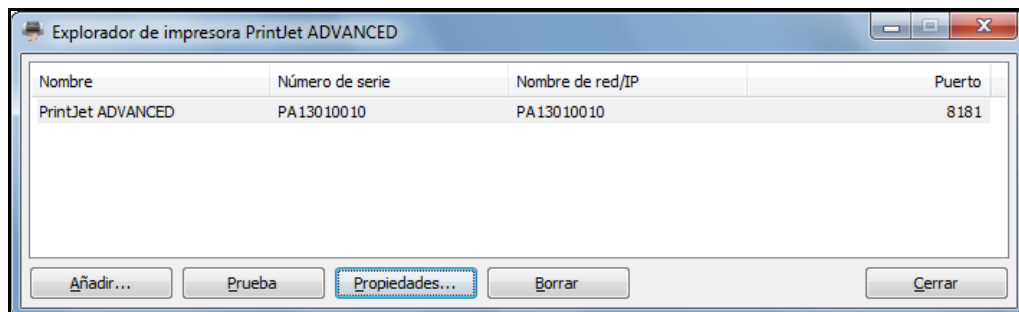 Explorador de impresora PrintJet ADVANCED
Nombre Número de serie Nombre de red/IP Puerto
PrintJet ADVANCED PA13010010 PA13010010 8181
Añadir... Prueba Propiedades... Borrar Cerrar